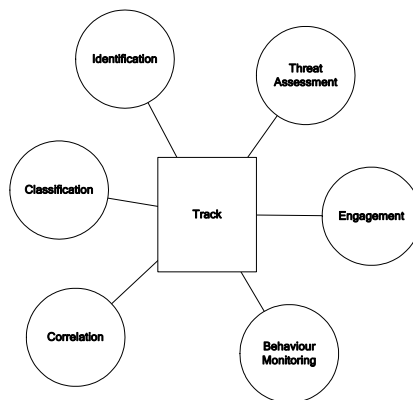 Identification
Threat
Assessment
Classification
Track
Engagement
Correlation
Behaviour
Monitoring